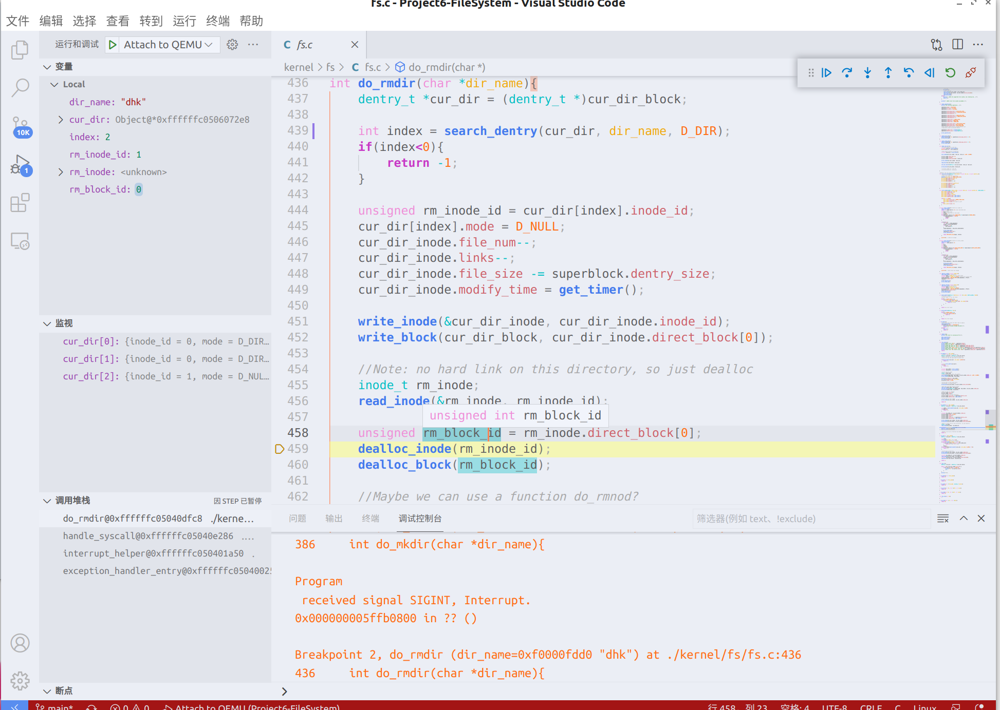 fs.c - Project6-FileSystem - Visual Studio Code
文件 编辑 选择 查看 转到 运行 终端 帮助
运行和调试 Attach to QEMU ···
变量
Local
dir_name: "dhk"
cur_dir: Object@*0xffffffc0506072e8
index: 2
rm_inode_id: 1
rm_inode: <unknown>
rm_block_id: 0
10K
1
监视
cur_dir[0]: {inode_id = 0, mode = D_DIR…
cur_dir[1]: {inode_id = 0, mode = D_DIR…
cur_dir[2]: {inode_id = 1, mode = D_NUL…
调用堆栈 因 STEP 已暂停
do_rmdir@0xffffffc05040dfc8 ./kerne...
handle_syscall@0xffffffc05040e286 ....
interrupt_helper@0xffffffc050401a50 .
exception_handler_entry@0xffffffc05040025
断点
C fs.c
kernel > fs > C fs.c > do_rmdir(char *)
436 int do_rmdir(char *dir_name){
437 dentry_t *cur_dir = (dentry_t *)cur_dir_block;
438
439 int index = search_dentry(cur_dir, dir_name, D_DIR);
440 if(index<0){
441 return -1;
442 }
443
444 unsigned rm_inode_id = cur_dir[index].inode_id;
445 cur_dir[index].mode = D_NULL;
446 cur_dir_inode.file_num--;
447 cur_dir_inode.links--;
448 cur_dir_inode.file_size -= superblock.dentry_size;
449 cur_dir_inode.modify_time = get_timer();
450
451 write_inode(&cur_dir_inode, cur_dir_inode.inode_id);
452 write_block(cur_dir_block, cur_dir_inode.direct_block[0]);
453
454 //Note: no hard link on this directory, so just dealloc
455 inode_t rm_inode;
456 read_inode(&rm_inode, rm_inode_id);
457
unsigned int rm_block_id
458 unsigned rm_block_id = rm_inode.direct_block[0];
459 dealloc_inode(rm_inode_id);
460 dealloc_block(rm_block_id);
461
462 //Maybe we can use a function do_rmnod?
问题 输出 终端 调试控制台 筛选器(例如 text、!exclude)
386 int do_mkdir(char *dir_name){
Program
received signal SIGINT, Interrupt.
0x000000005ffb0800 in ?? ()
Breakpoint 2, do_rmdir (dir_name=0xf0000fdd0 "dhk") at ./kernel/fs/fs.c:436
436 int do_rmdir(char *dir_name){
main* 0 0 Attach to QEMU (Project6-FileSystem) 行 458，列 23 空格: 4 UTF-8 CRLF C Linux